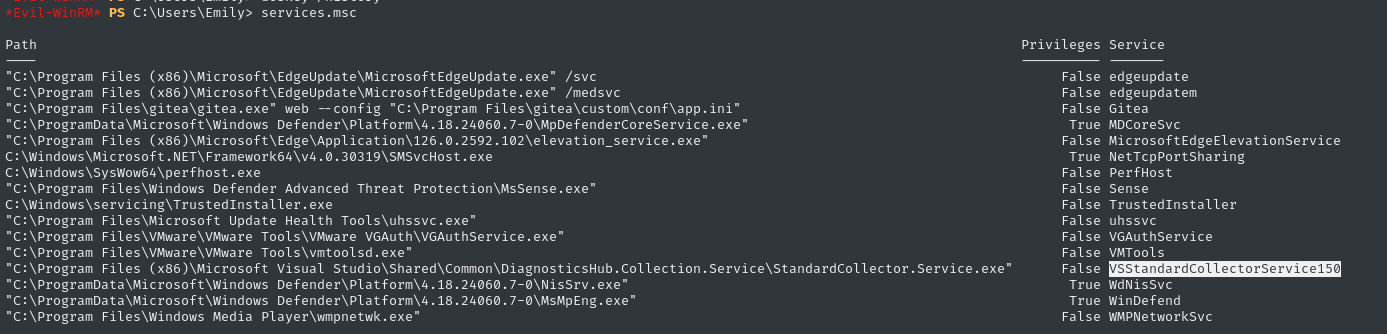 *Evil-WinRM* PS C:\Users\Emily> services.msc
Path Privileges Service
---- ---------- -------
"C:\Program Files (x86)\Microsoft\EdgeUpdate\MicrosoftEdgeUpdate.exe" /svc False edgeupdate
"C:\Program Files (x86)\Microsoft\EdgeUpdate\MicrosoftEdgeUpdate.exe" /medsvc False edgeupdatem
"C:\Program Files\gitea\gitea.exe" web --config "C:\Program Files\gitea\custom\conf\app.ini" False Gitea
"C:\ProgramData\Microsoft\Windows Defender\Platform\4.18.24060.7-0\MpDefenderCoreService.exe" True MDCoreSvc
"C:\Program Files (x86)\Microsoft\Edge\Application\126.0.2592.102\elevation_service.exe" False MicrosoftEdgeElevationService
C:\Windows\Microsoft.NET\Framework64\v4.0.30319\SMSvcHost.exe True NetTcpPortSharing
C:\Windows\SysWow64\perfhost.exe False PerfHost
"C:\Program Files\Windows Defender Advanced Threat Protection\MsSense.exe" False Sense
C:\Windows\servicing\TrustedInstaller.exe False TrustedInstaller
"C:\Program Files\Microsoft Update Health Tools\uhssvc.exe" False uhssvc
"C:\Program Files\VMware\VMware Tools\VMware VGAuth\VGAuthService.exe" False VGAuthService
"C:\Program Files\VMware\VMware Tools\vmtoolsd.exe" False VMTools
"C:\Program Files (x86)\Microsoft Visual Studio\Shared\Common\DiagnosticsHub.Collection.Service\StandardCollector.Service.exe" False VSStandardCollectorService150
"C:\ProgramData\Microsoft\Windows Defender\Platform\4.18.24060.7-0\NisSrv.exe" True WdNisSvc
"C:\ProgramData\Microsoft\Windows Defender\Platform\4.18.24060.7-0\MsMpEng.exe" True WinDefend
"C:\Program Files\Windows Media Player\wmpnetwk.exe" False WMPNetworkSvc